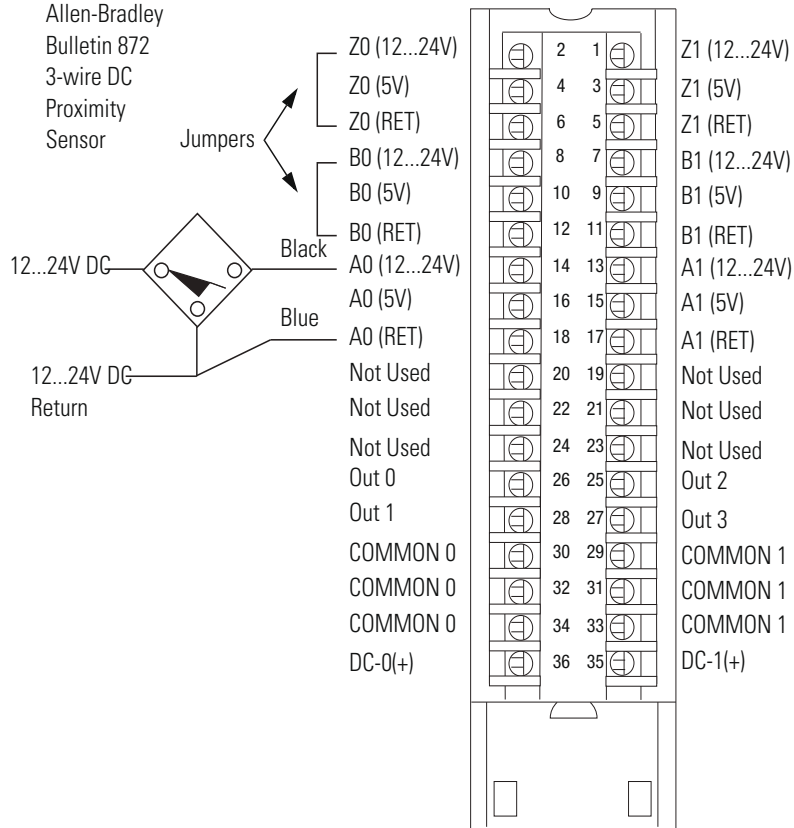 Allen-Bradley
Bulletin 872
3-wire DC
Proximity
Sensor
Jumpers
12...24V DC
Black
Blue
12...24V DC
Return
Z0 (12...24V) 2 1 Z1 (12...24V)
Z0 (5V) 4 3 Z1 (5V)
Z0 (RET) 6 5 Z1 (RET)
B0 (12...24V) 8 7 B1 (12...24V)
B0 (5V) 10 9 B1 (5V)
B0 (RET) 12 11 B1 (RET)
A0 (12...24V) 14 13 A1 (12...24V)
A0 (5V) 16 15 A1 (5V)
A0 (RET) 18 17 A1 (RET)
Not Used 20 19 Not Used
Not Used 22 21 Not Used
Not Used 24 23 Not Used
Out 0 26 25 Out 2
Out 1 28 27 Out 3
COMMON 0 30 29 COMMON 1
COMMON 0 32 31 COMMON 1
COMMON 0 34 33 COMMON 1
DC-0(+) 36 35 DC-1(+)